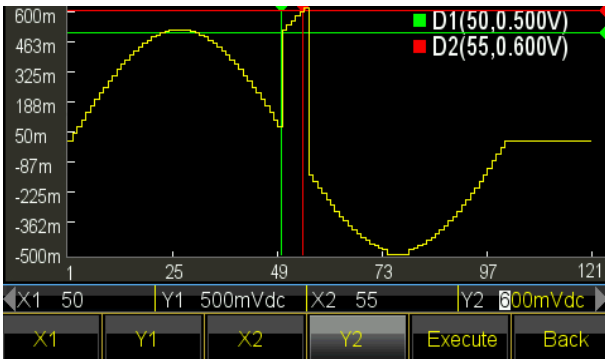 600m
D1(50,0.500V)
463m
D2(55,0.600V)
325m
188m
50m
-87m
-225m
-362m
-500m
1 25 49 73 97 121
X1 50 Y1 500mVdc X2 55 Y2 600mVdc
X1 Y1 X2 Y2 Execute Back